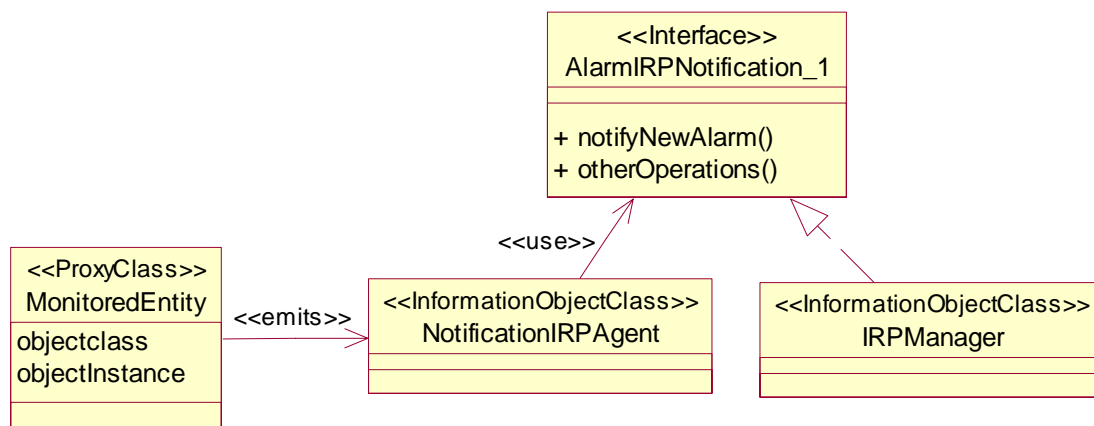 <<Interface>>
AlarmIRPNotification_1
+ notifyNewAlarm()
+ otherOperations()
<<use>>
<<ProxyClass>>
MonitoredEntity
objectclass
objectInstance
<<emits>>
<<InformationObjectClass>>
NotificationIRPAgent
<<InformationObjectClass>>
IRPManager